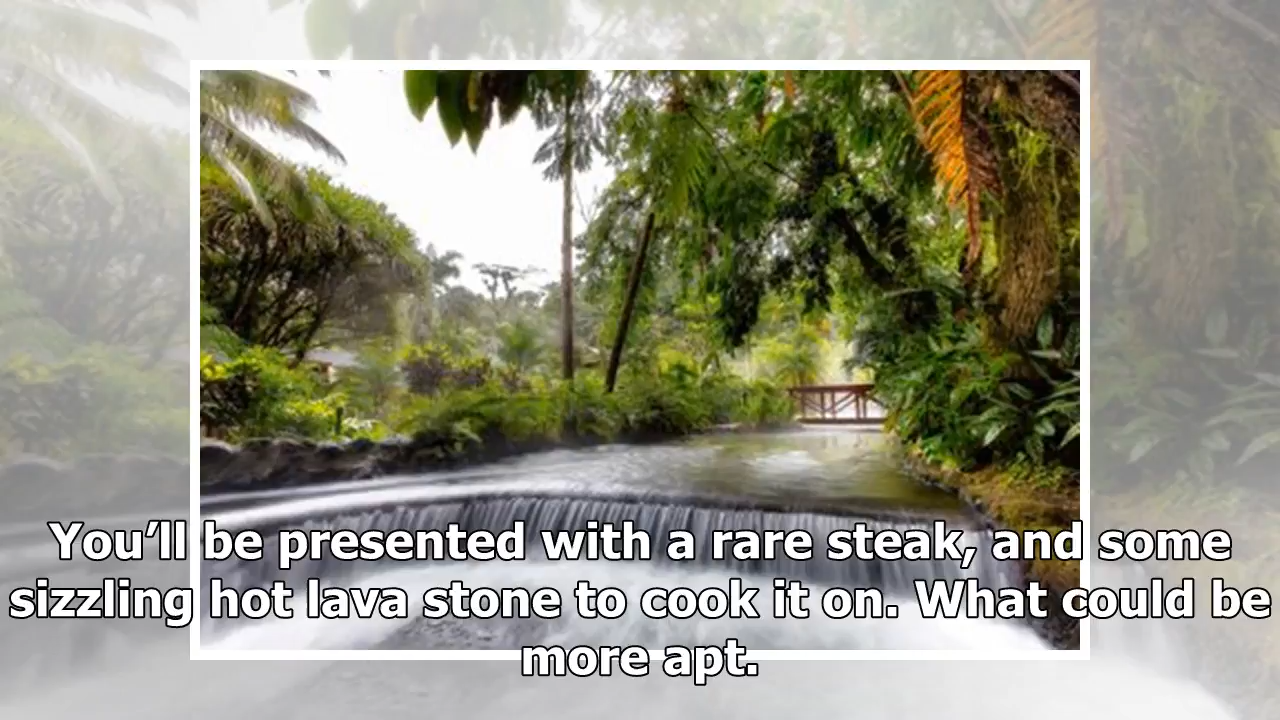 You’ll be presented with a rare steak, and some
sizzling hot lava stone to cook it on. What could be
more apt.